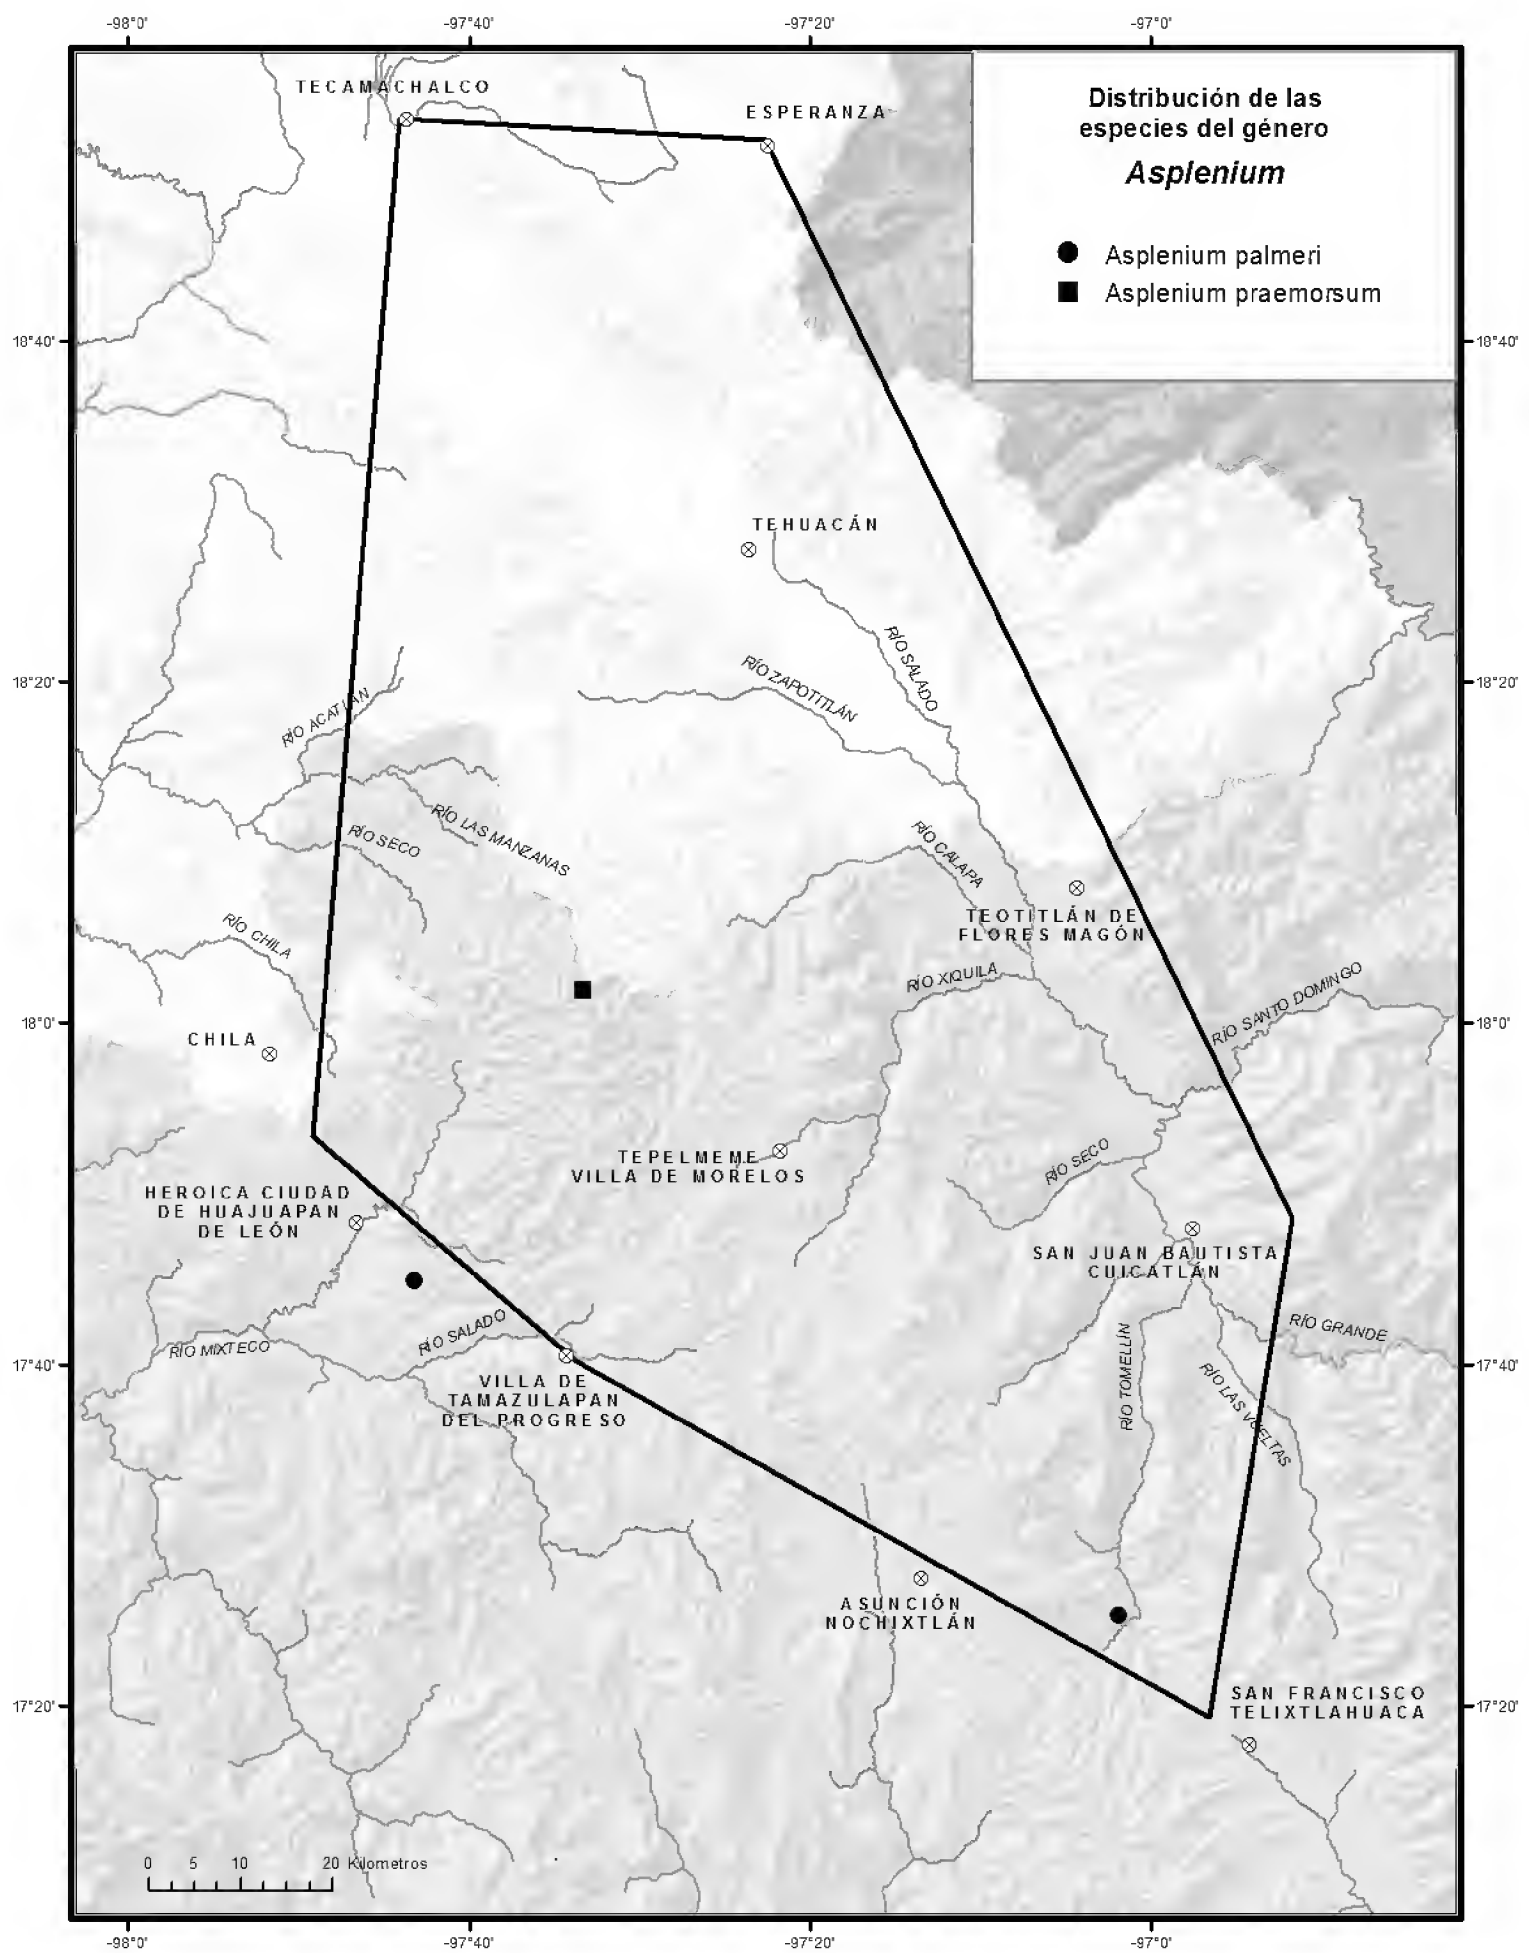 -98°0'
-97°40'
-97°20'
-97°0'
Distribución de las
especies del género
Asplenium
Asplenium palmeri
Asplenium praemorsum
TECAMACHALCO
ESPERANZA
18°40'
18°40'
TEHUACÁN
RÍO SALADO
RÍO ZAPOTITLÁN
18°20'
18°20'
RÍO ACATLÁN
RÍO LAS MANZANAS
RÍO SECO
RÍO CALAPA
TEOTITLÁN DE
FLORES MAGÓN
RÍO CHILA
RÍO XIQUILA
RÍO SANTO DOMINGO
18°0'
18°0'
CHILA
TEPELMEME
VILLA DE MORELOS
RÍO SECO
HEROICA CIUDAD
DE HUAJUAPAN
DE LEÓN
SAN JUAN BAUTISTA
CUICATLÁN
RÍO SALADO
RÍO MIXTECO
RÍO GRANDE
17°40'
17°40'
RÍO TOMELLÍN
RÍO LAS VUELTAS
VILLA DE
TAMAZULAPAN
DEL PROGRESO
ASUNCIÓN
NOCHIXTLÁN
17°20'
17°20'
SAN FRANCISCO
TELIXTLAHUACA
0 5 10 20 Kilometros
-98°0'
-97°40'
-97°20'
-97°0'